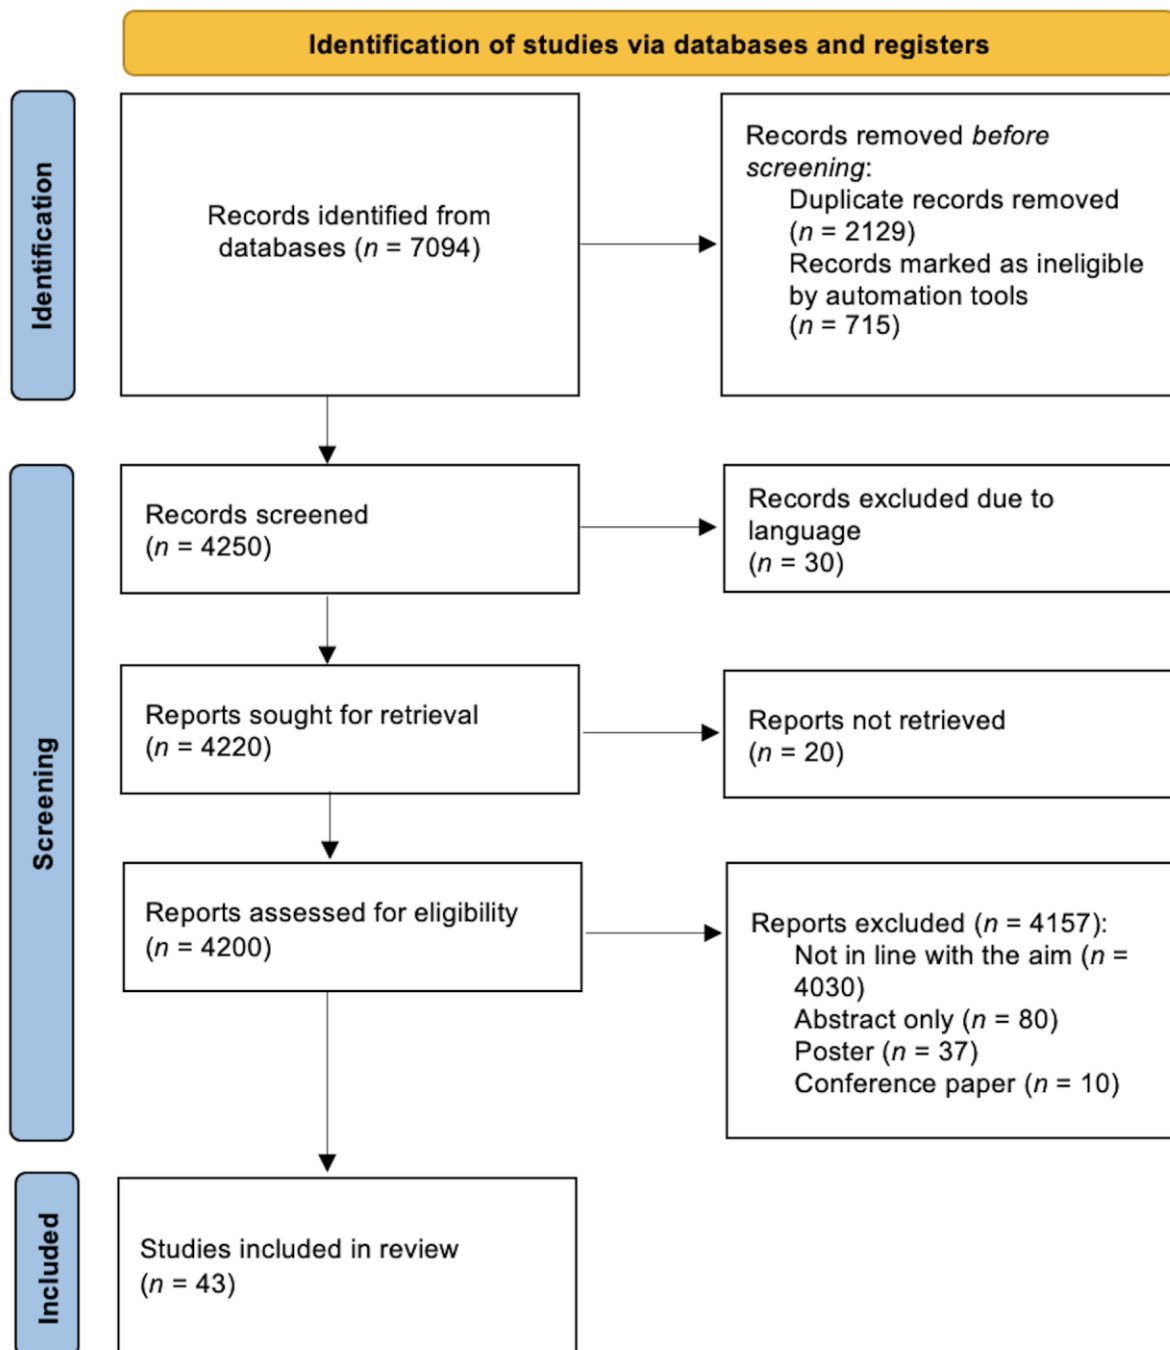 Identification of studies via databases and registers
Identification
Records identified from
databases (n = 7094)
Records removed before
screening:
Duplicate records removed
(n = 2129)
Records marked as ineligible
by automation tools
(n = 715)
Screening
Records screened
(n = 4250)
Records excluded due to
language
(n = 30)
Reports sought for retrieval
(n = 4220)
Reports not retrieved
(n = 20)
Reports assessed for eligibility
(n = 4200)
Reports excluded (n = 4157):
Not in line with the aim (n =
4030)
Abstract only (n = 80)
Poster (n = 37)
Conference paper (n = 10)
Included
Studies included in review
(n = 43)